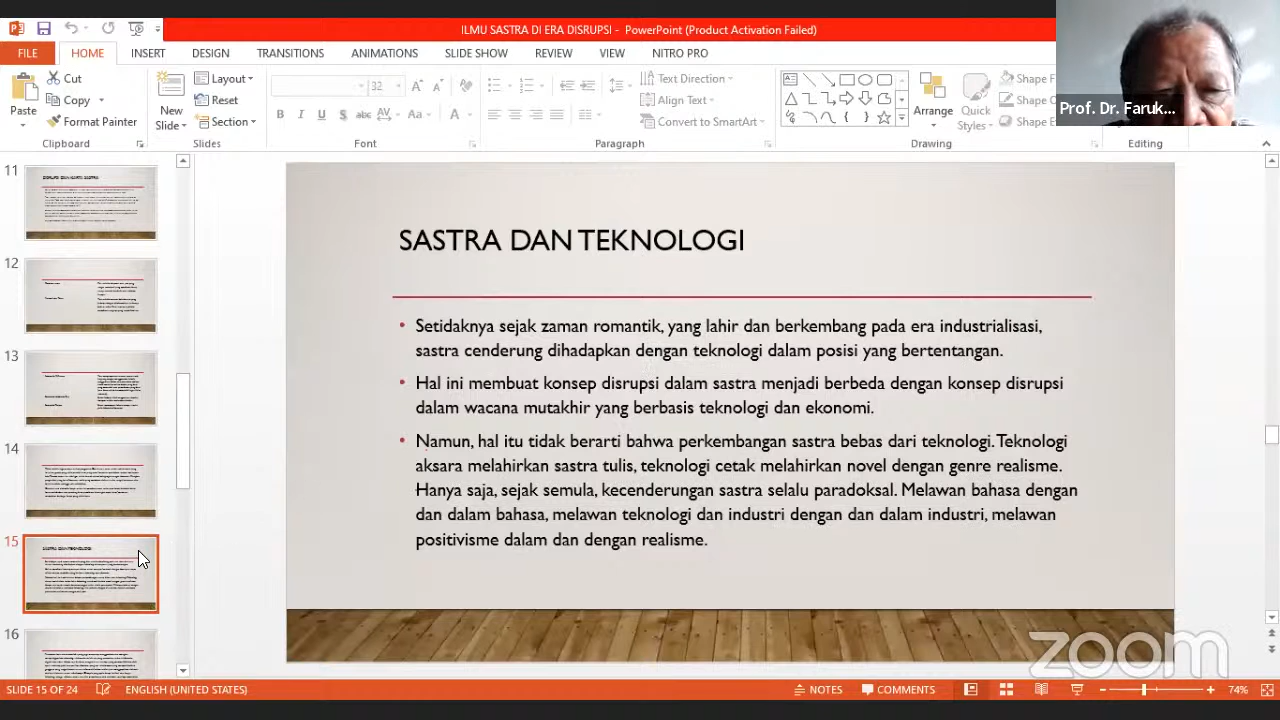 ILMU SASTRA DI ERA DISRUPSI - PowerPoint (Product Activation Failed)
FILE
HOME
INSERT
DESIGN
TRANSITIONS
ANIMATIONS
SLIDE SHOW
REVIEW
VIEW
NITRO PRO
Paste
Cut
Copy
Format Painter
Clipboard
New
Slide
Layout
Reset
Section
Slides
32
Font
Text Direction
Align Text
Convert to SmartArt
Paragraph
Arrange
Quick
Styles
Shape F
Shape
Shape E
Drawing
Editing
Prof. Dr. Faruk...
11
12
13
14
15
16
SASTRA DAN TEKNOLOGI
• Setidaknya sejak zaman romantik, yang lahir dan berkembang pada era industrialisasi,
sastra cenderung dihadapkan dengan teknologi dalam posisi yang bertentangan.
• Hal ini membuat konsep disrupsi dalam sastra menjadi berbeda dengan konsep disrupsi
dalam wacana mutakhir yang berbasis teknologi dan ekonomi.
• Namun, hal itu tidak berarti bahwa perkembangan sastra bebas dari teknologi. Teknologi
aksara melahirkan sastra tulis, teknologi cetak melahirkan novel dengan genre realisme.
Hanya saja, sejak semula, kecenderungan sastra selalu paradoksal. Melawan bahasa dengan
dan dalam bahasa, melawan teknologi dan industri dengan dan dalam industri, melawan
positivisme dalam dan dengan realisme.
zoom
SLIDE 15 OF 24
ENGLISH (UNITED STATES)
NOTES
COMMENTS
74%